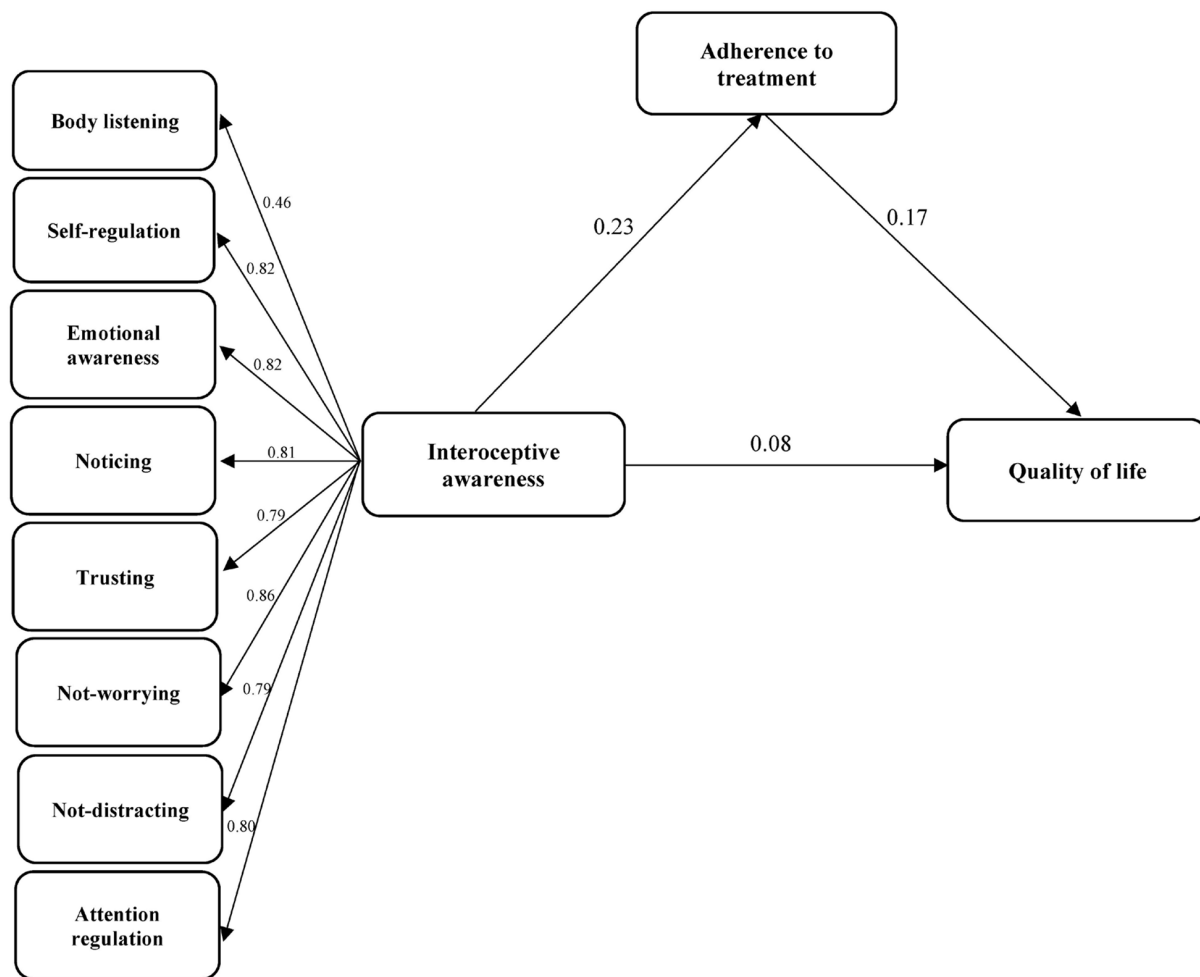 Adherence to
treatment
Body listening
0.46
Self-regulation
0.23
0.17
0.82
Emotional
awareness
0.82
Noticing
0.81
Interoceptive
awareness
0.08
Quality of life
0.79
Trusting
0.86
Not-worrying
0.79
Not-distracting
0.80
Attention
regulation